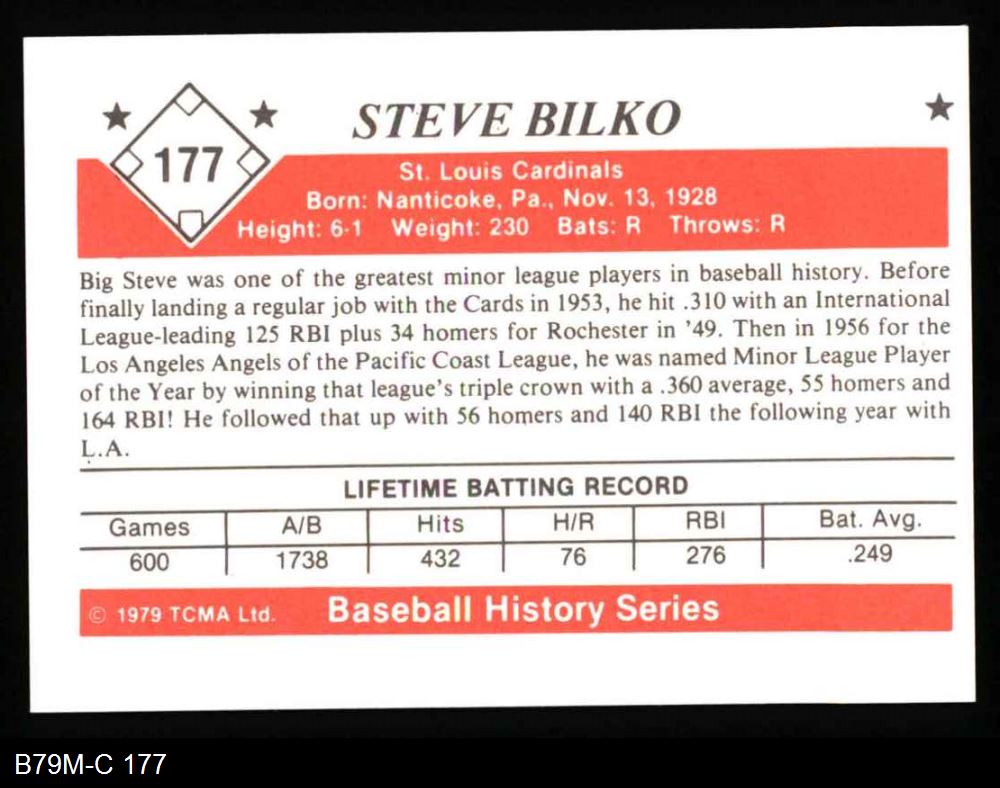 177
STEVE BILKO
St. Louis Cardinals
Born: Nanticoke, Pa., Nov. 13, 1928
Height: 6-1 Weight: 230 Bats: R Throws: R
Big Steve was one of the greatest minor league players in baseball history. Before
finally landing a regular job with the Cards in 1953, he hit .310 with an International
League-leading 125 RBI plus 34 homers for Rochester in '49. Then in 1956 for the
Los Angeles Angels of the Pacific Coast League, he was named Minor League Player
of the Year by winning that league's triple crown with a .360 average, 55 homers and
164 RBI! He followed that up with 56 homers and 140 RBI the following year with
L.A.
LIFETIME BATTING RECORD
Games A/B Hits H/R RBI Bat. Avg.
600 1738 432 76 276 .249
© 1979 TCMA Ltd. Baseball History Series
B79M-C 177